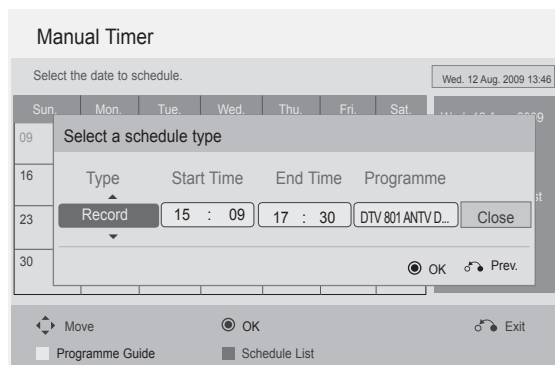 Manual Timer
Select the date to schedule.
Wed. 12 Aug. 2009 13:46
Sun. Mon. Tue. Wed. Thu. Fri. Sat.
09
Select a schedule type
16
Type Start Time End Time Programme
23
Record 15 : 09 17 : 30 DTV 801 ANTV D... Close
30
OK Prev.
Move OK Exit
Programme Guide Schedule List